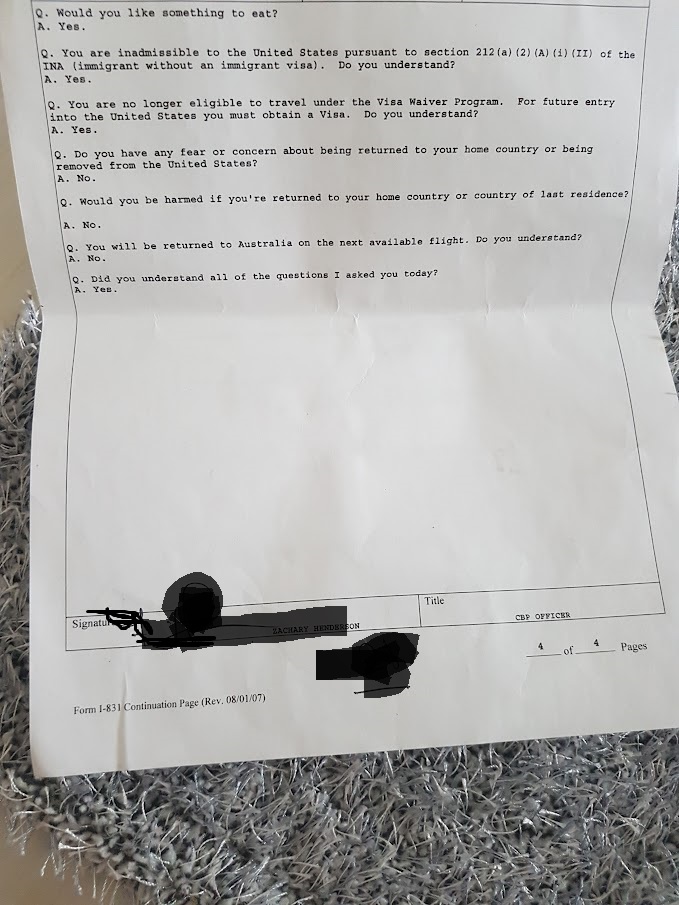 Q. Would you like something to eat?
A. Yes.
Q. You are inadmissible to the United States pursuant to section 212(a)(2)(A)(i)(II) of the
INA (immigrant without an immigrant visa). Do you understand?
A. Yes.
Q. You are no longer eligible to travel under the Visa Waiver Program. For future entry
into the United States you must obtain a Visa. Do you understand?
A. Yes.
Q. Do you have any fear or concern about being returned to your home country or being
removed from the United States?
A. No.
Q. Would you be harmed if you're returned to your home country or country of last residence?
A. No.
Q. You will be returned to Australia on the next available flight. Do you understand?
A. No.
Q. Did you understand all of the questions I asked you today?
A. Yes.
Signatu
ZACHARY HENDERSON
Title
CBP OFFICER
4 of 4 Pages
Form I-831 Continuation Page (Rev. 08/01/07)